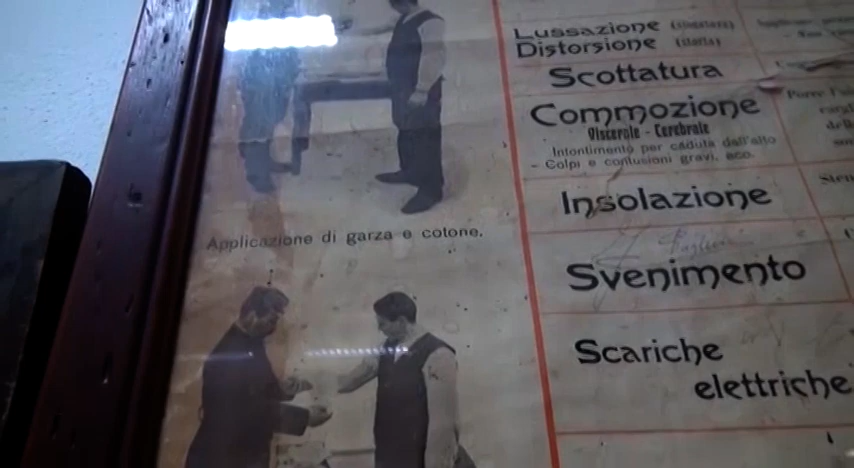 Lussazione (singatura)
Distorsione (storta)
Scottatura
Commozione
Viscerale - Cerebrale
Intontimento per caduta dall'alto
- Colpi e contusioni gravi, ecc.
Insolazione
Svenimento
Scariche
elettriche
Applicazione di garza e cotone.